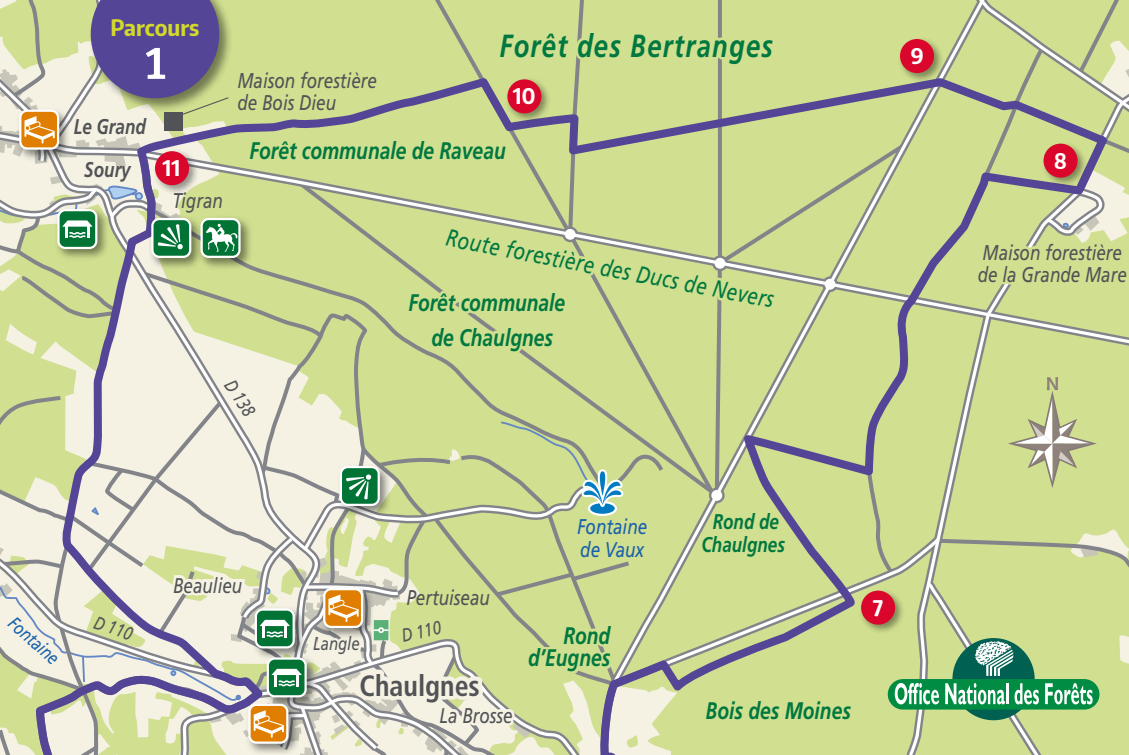 Parcours
1
Forêt des Bertranges
9
Maison forestière
de Bois Dieu
10
Le Grand
Soury
Forêt communale de Raveau
11
8
Tigran
Route forestière des Ducs de Nevers
Maison forestière
de la Grande Mare
Forêt communale
de Chaulgnes
N
D 138
Fontaine
de Vaux
Rond de
Chaulgnes
Beaulieu
Pertuiseau
7
D 110
D 110
Fontaine
Langle
Rond
d'Eugnes
Chaulgnes
La Brosse
Bois des Moines
Office National des Forêts